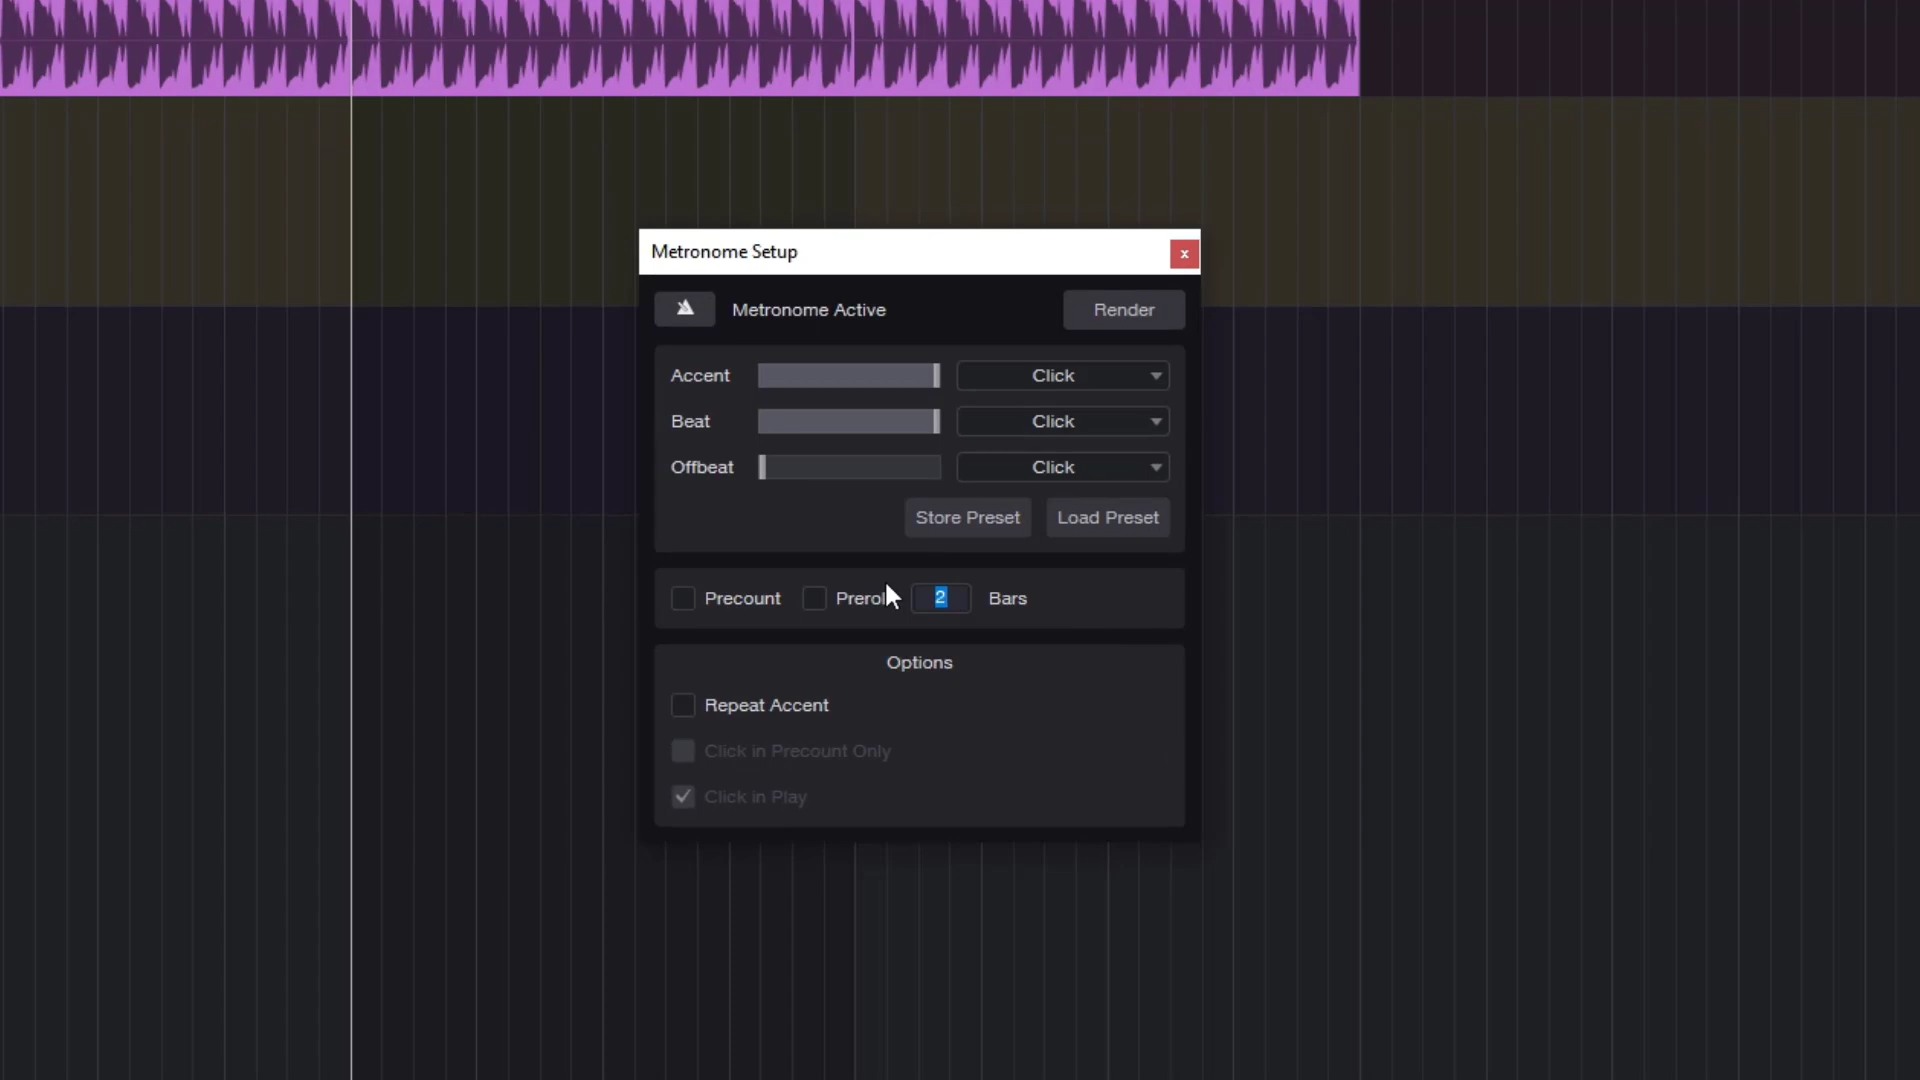 Metronome Setup
x
Metronome Active
Render
Accent
Click
Beat
Click
Offbeat
Click
Store Preset
Load Preset
Precount
Prerol
2
Bars
Options
Repeat Accent
Click in Precount Only
Click in Play